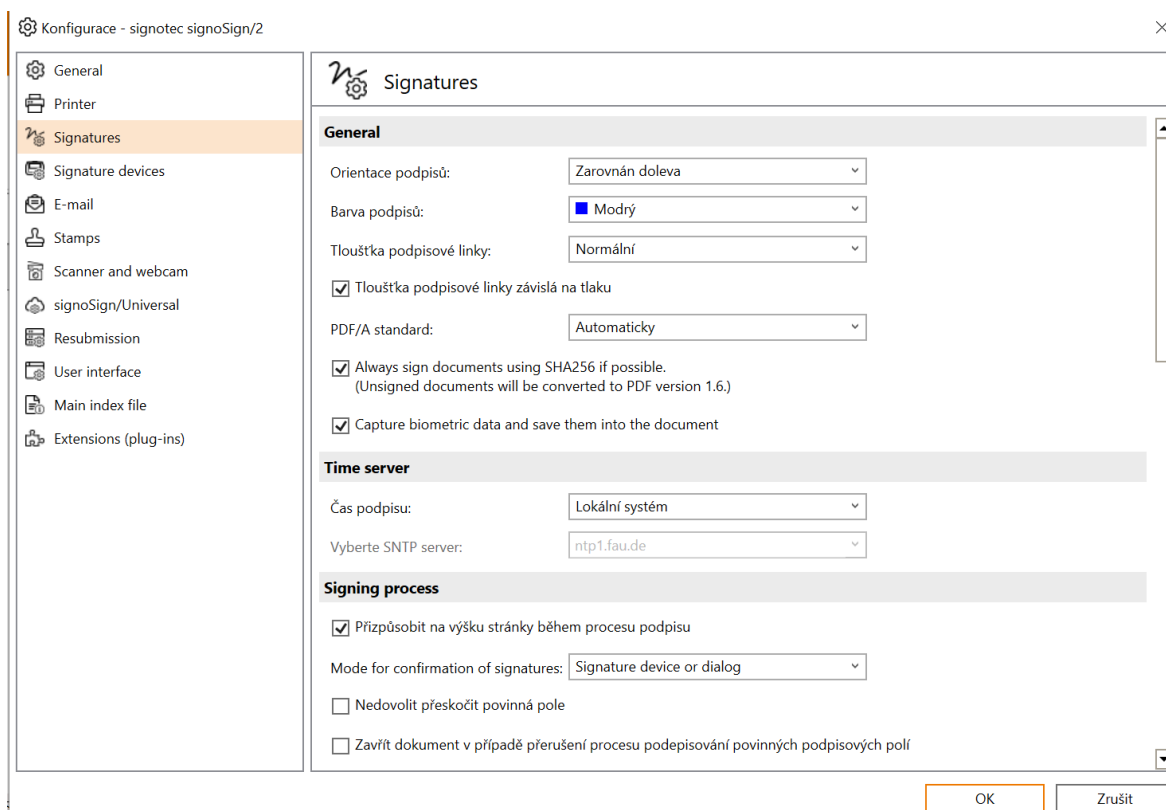 Konfigurace - signotec signoSign/2
General
Printer
Signatures
Signature devices
E-mail
Stamps
Scanner and webcam
signoSign/Universal
Resubmission
User interface
Main index file
Extensions (plug-ins)
Signatures
General
Orientace podpisů: Zarovnán doleva
Barva podpisů: Modrý
Tloušťka podpisové linky: Normální
Tloušťka podpisové linky závislá na tlaku
PDF/A standard: Automaticky
Always sign documents using SHA256 if possible.
(Unsigned documents will be converted to PDF version 1.6.)
Capture biometric data and save them into the document
Time server
Čas podpisu: Lokální systém
Vyberte SNTP server: ntp1.fau.de
Signing process
Přizpůsobit na výšku stránky během procesu podpisu
Mode for confirmation of signatures: Signature device or dialog
Nedovolit přeskočit povinná pole
Zavřít dokument v případě přerušení procesu podepisování povinných podpisových polí
OK Zrušit